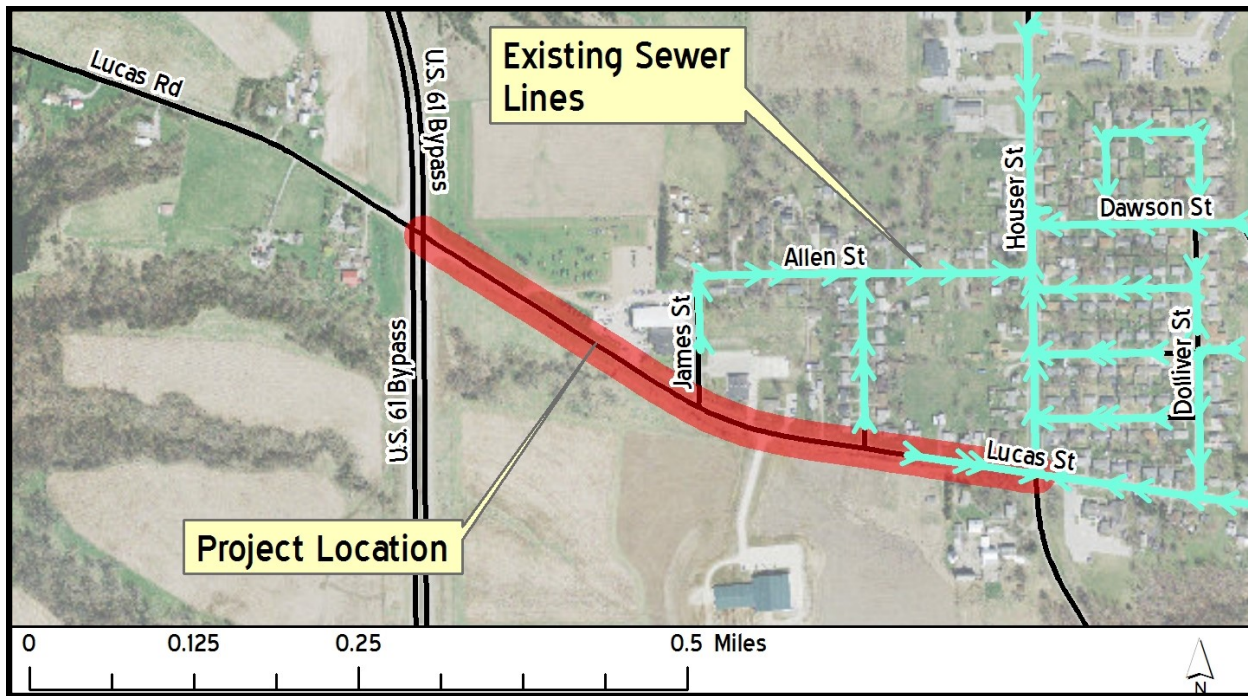 Lucas Rd
U.S. 61 Bypass
Existing Sewer
Lines
Houser St
Dawson St
Allen St
James St
Dolliver St
U.S. 61 Bypass
Lucas St
Project Location
0 0.125 0.25 0.5 Miles
N